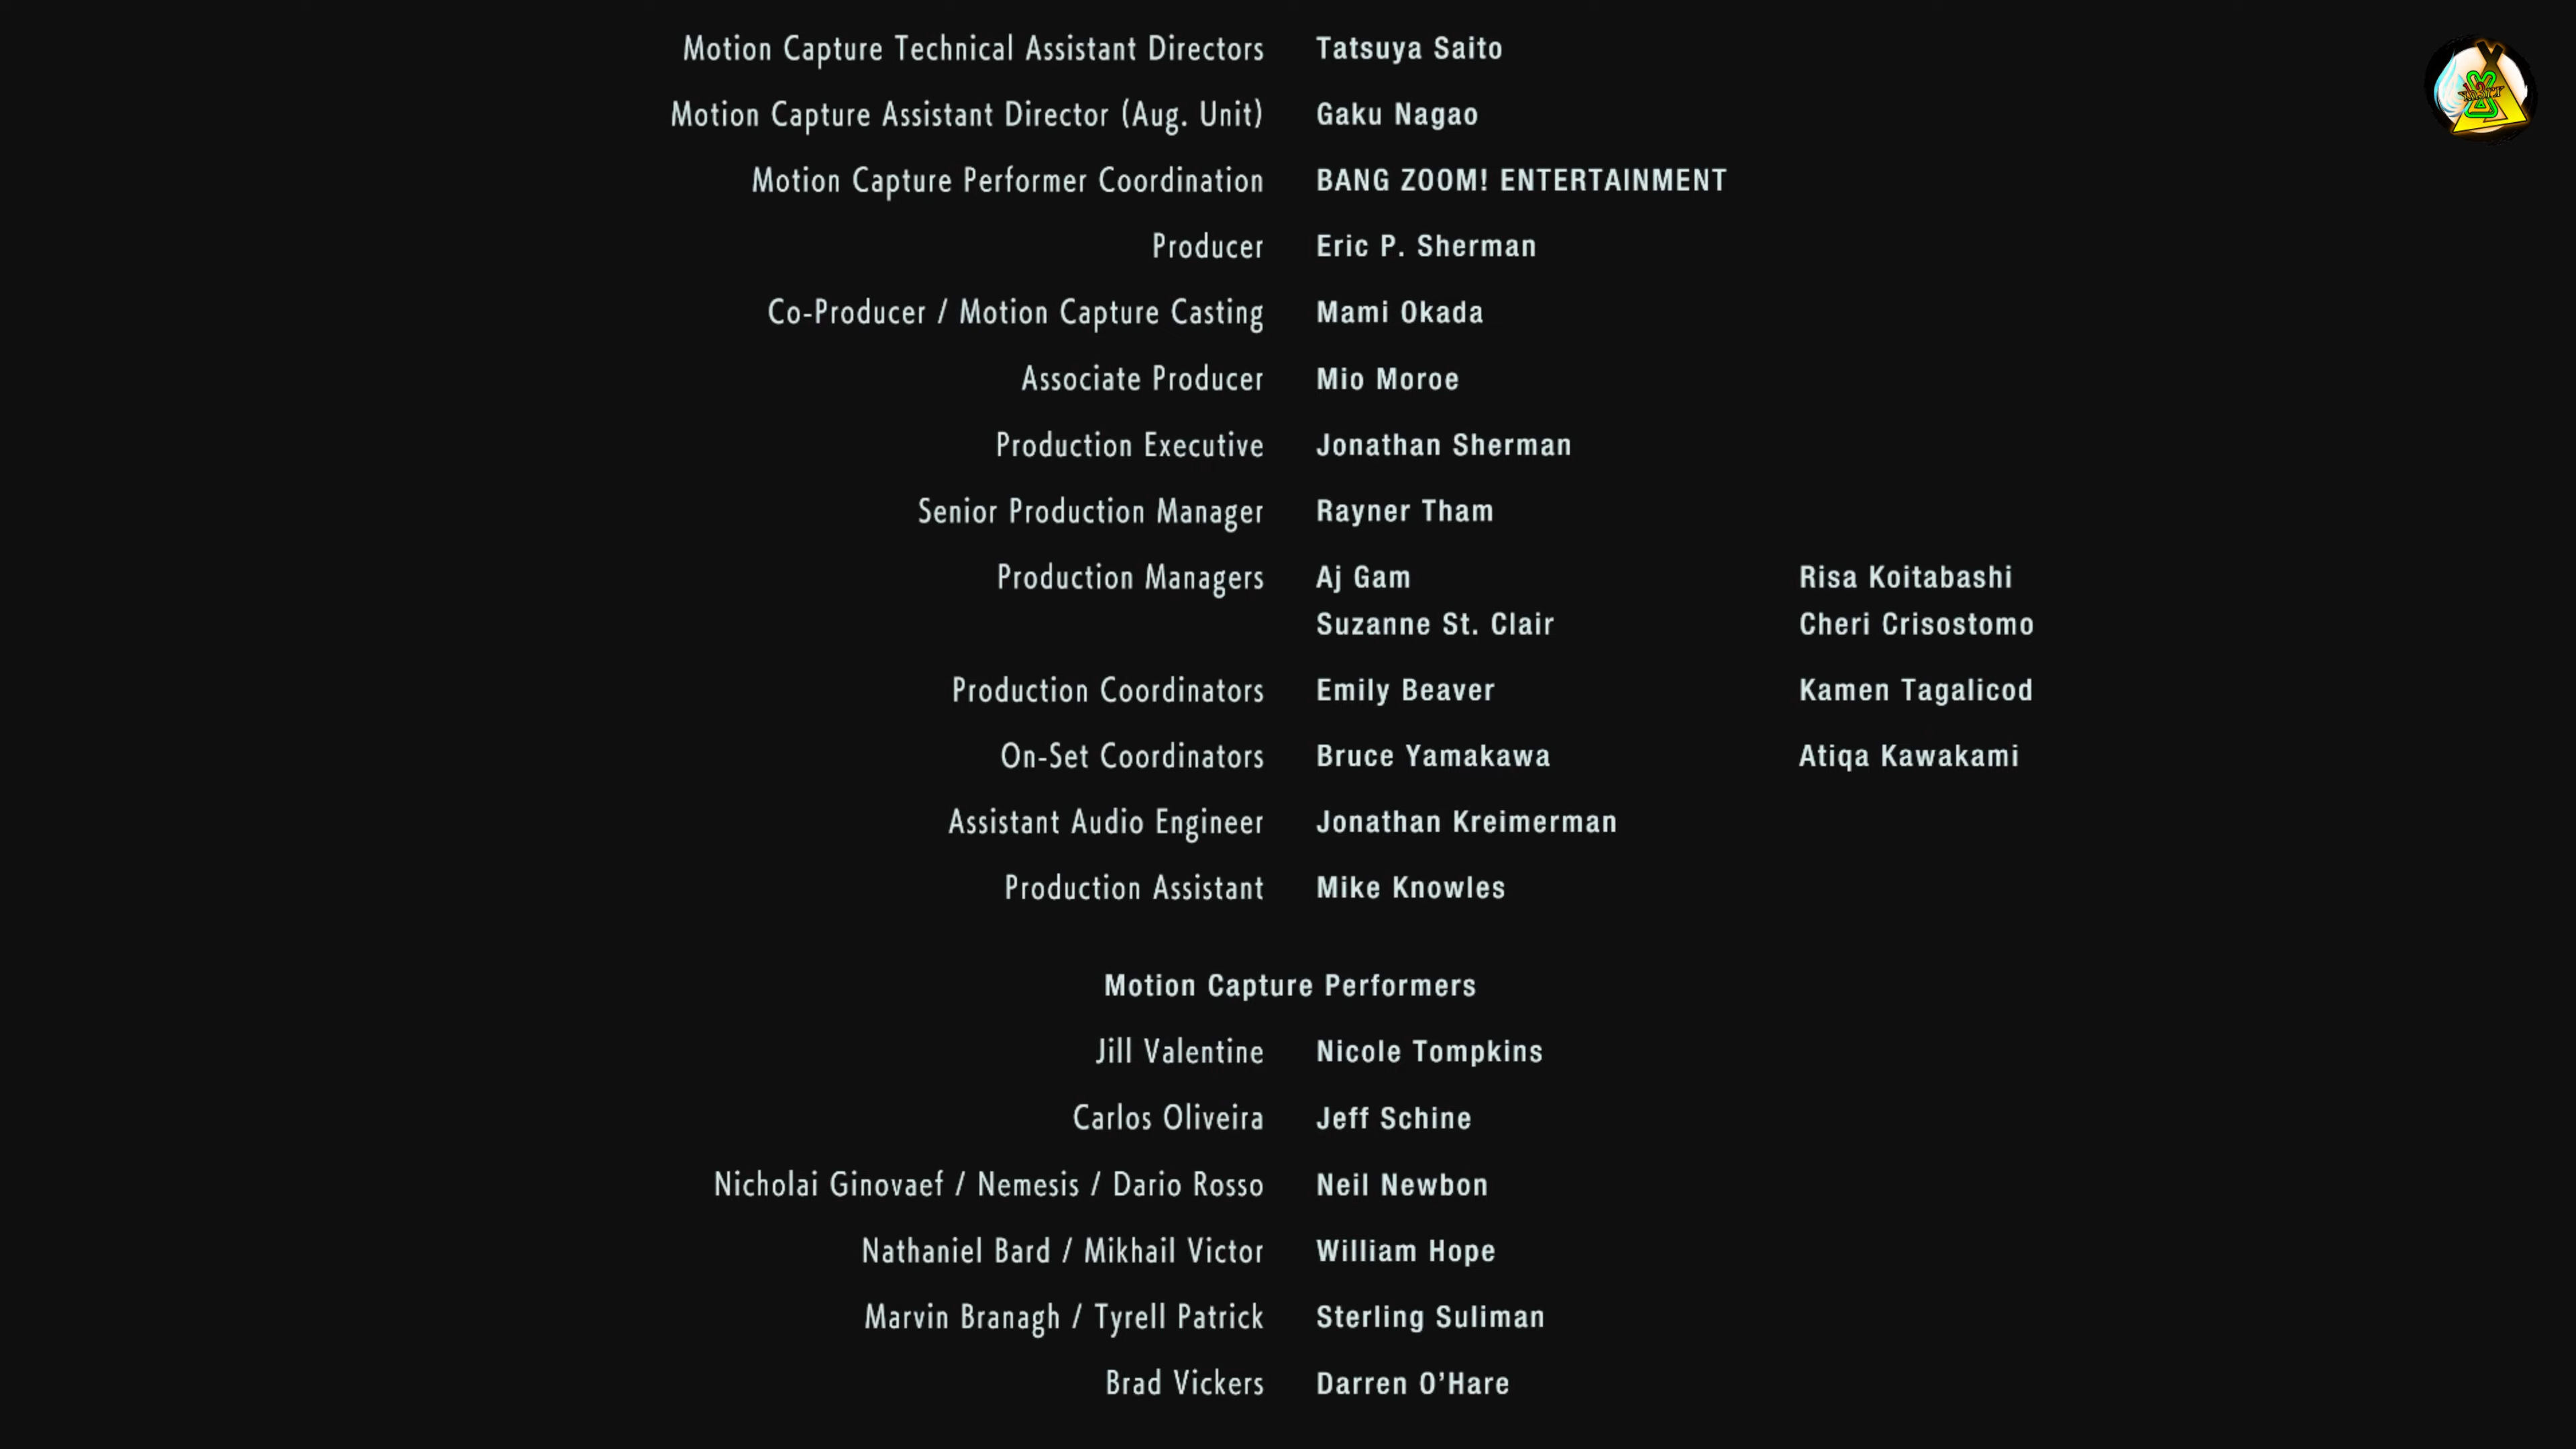 Motion Capture Technical Assistant Directors Tatsuya Saito
Motion Capture Assistant Director (Aug. Unit) Gaku Nagao
Motion Capture Performer Coordination BANG ZOOM! ENTERTAINMENT
Producer Eric P. Sherman
Co-Producer / Motion Capture Casting Mami Okada
Associate Producer Mio Moroe
Production Executive Jonathan Sherman
Senior Production Manager Rayner Tham
Production Managers Aj Gam Risa Koitabashi
Suzanne St. Clair Cheri Crisostomo
Production Coordinators Emily Beaver Kamen Tagalicod
On-Set Coordinators Bruce Yamakawa Atiqa Kawakami
Assistant Audio Engineer Jonathan Kreimerman
Production Assistant Mike Knowles
Motion Capture Performers
Jill Valentine Nicole Tompkins
Carlos Oliveira Jeff Schine
Nicholai Ginovaef / Nemesis / Dario Rosso Neil Newbon
Nathaniel Bard / Mikhail Victor William Hope
Marvin Branagh / Tyrell Patrick Sterling Suliman
Brad Vickers Darren O’Hare